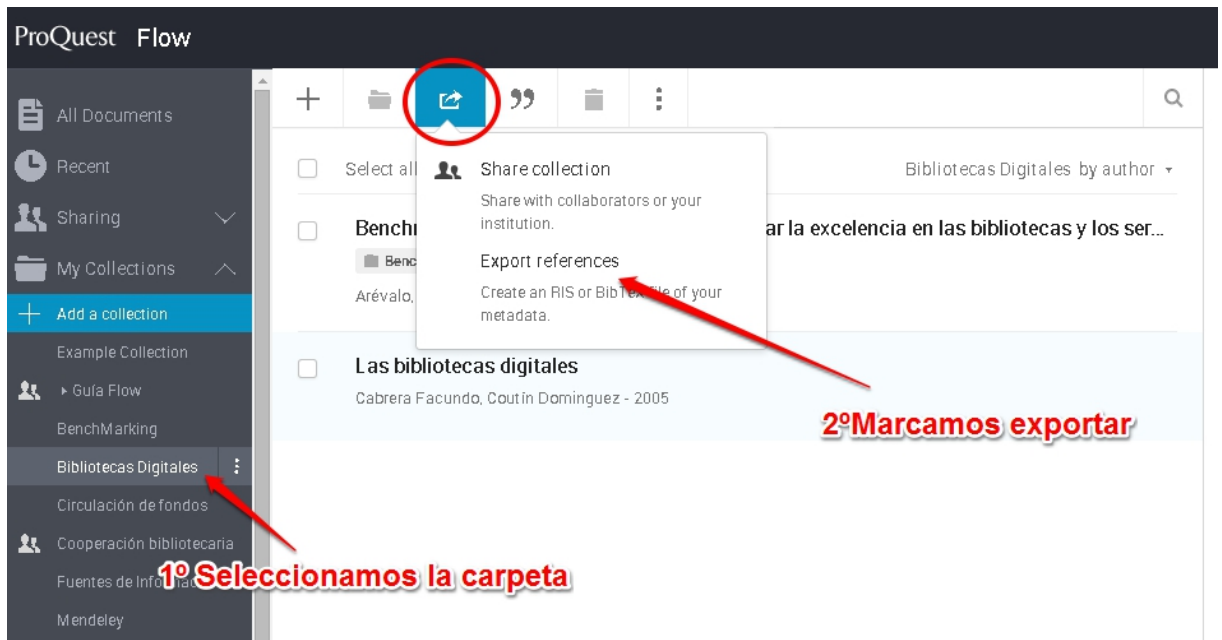 ProQuest Flow
All Documents
Recent
Sharing
My Collections
Add a collection
Example Collection
Guía Flow
BenchMarking
Bibliotecas Digitales
Circulación de fondos
Cooperación bibliotecaria
Fuentes de
Mendeley
Select all
Bibliotecas Digitales by author
Share collection
Share with collaborators or your
institution.
Export references
Create an RIS or BibTex file of your
metadata.
ar la excelencia en las bibliotecas y los ser...
Arévalo,
Las bibliotecas digitales
Cabrera Facundo, Coutín Dominguez - 2005
2ºMarcamos exportar
1º Seleccionamos la carpeta